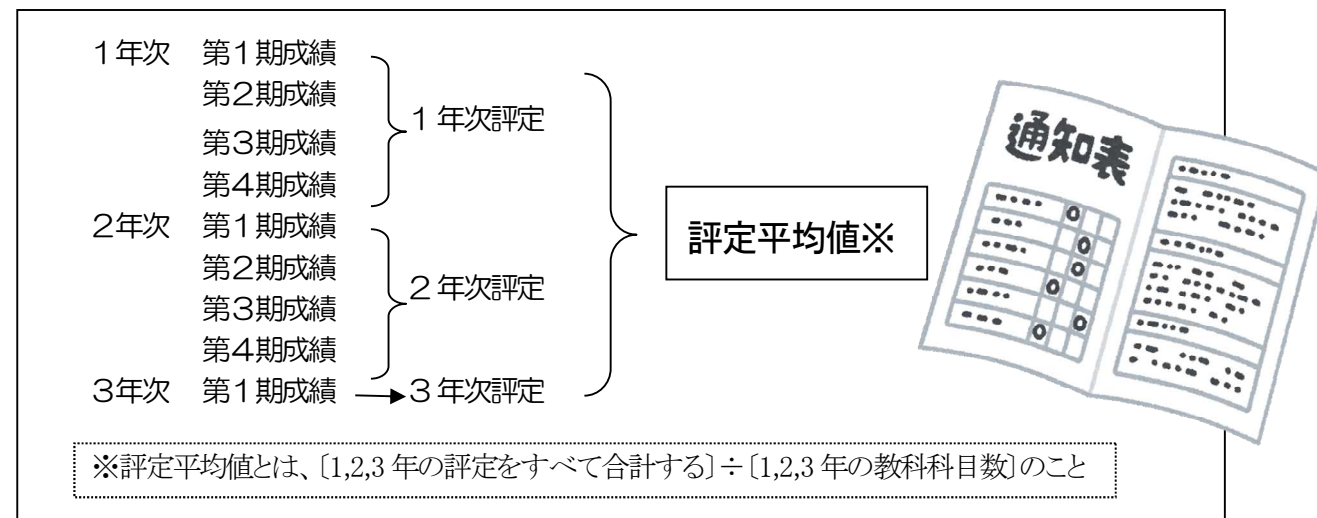 1年次 第1期成績
第2期成績
1年次評定
第3期成績
第4期成績
2年次 第1期成績
第2期成績
2年次評定
第3期成績
第4期成績
3年次 第1期成績 → 3年次評定
評定平均値※
通知表
※評定平均値とは、〔1,2,3年の評定をすべて合計する〕÷〔1,2,3年の教科科目数〕のこと